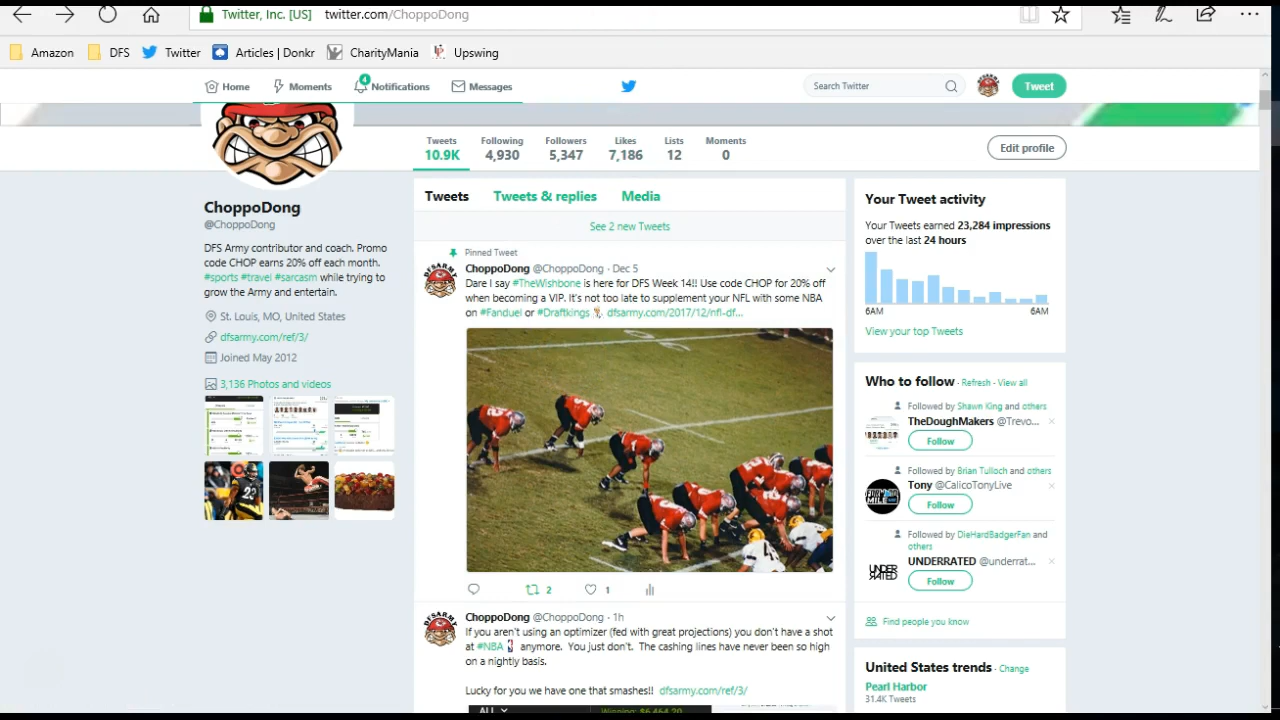 Twitter, Inc. [US] twitter.com/ChoppoDong
Amazon DFS Twitter Articles | Donkr CharityMania Upswing
Home Moments 4 Notifications Messages Search Twitter Tweet
Tweets Following Followers Likes Lists Moments
10.9K 4,930 5,347 7,186 12 0
Edit profile
ChoppoDong
@ChoppoDong
DFS Army contributor and coach. Promo
code CHOP earns 20% off each month.
#sports #travel #sarcasm while trying to
grow the Army and entertain.
St. Louis, MO, United States
dfsarmy.com/ref/3/
Joined May 2012
3,136 Photos and videos
Tweets Tweets & replies Media
See 2 new Tweets
Pinned Tweet
ChoppoDong @ChoppoDong · Dec 5
Dare I say #TheWishbone is here for DFS Week 14!! Use code CHOP for 20% off
when becoming a VIP. It's not too late to supplement your NFL with some NBA
on #Fanduel or #Draftkings dfsarmy.com/2017/12/nfl-df...
2 1
ChoppoDong @ChoppoDong · 1h
If you aren't using an optimizer (fed with great projections) you don't have a shot
at #NBA anymore. You just don't. The cashing lines have never been so high
on a nightly basis.
Lucky for you we have one that smashes!! dfsarmy.com/ref/3/
ALL
Your Tweet activity
Your Tweets earned 23,284 impressions
over the last 24 hours
6AM 6AM
View your top Tweets
Who to follow · Refresh · View all
Followed by Shawn King and others
TheDoughMakers @Trevo...
Follow
Followed by Brian Tulloch and others
Tony @CalicoTonyLive
Follow
Followed by DieHardBadgerFan and
others
UNDERRATED @underrat...
Follow
Find people you know
United States trends · Change
Pearl Harbor
31.4K Tweets